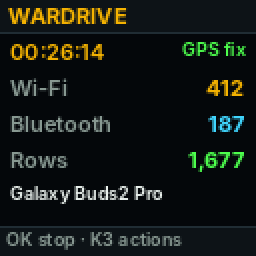 WARDRIVE
00:26:14 GPS fix
Wi-Fi 412
Bluetooth 187
Rows 1,677
Galaxy Buds2 Pro
OK stop · K3 actions